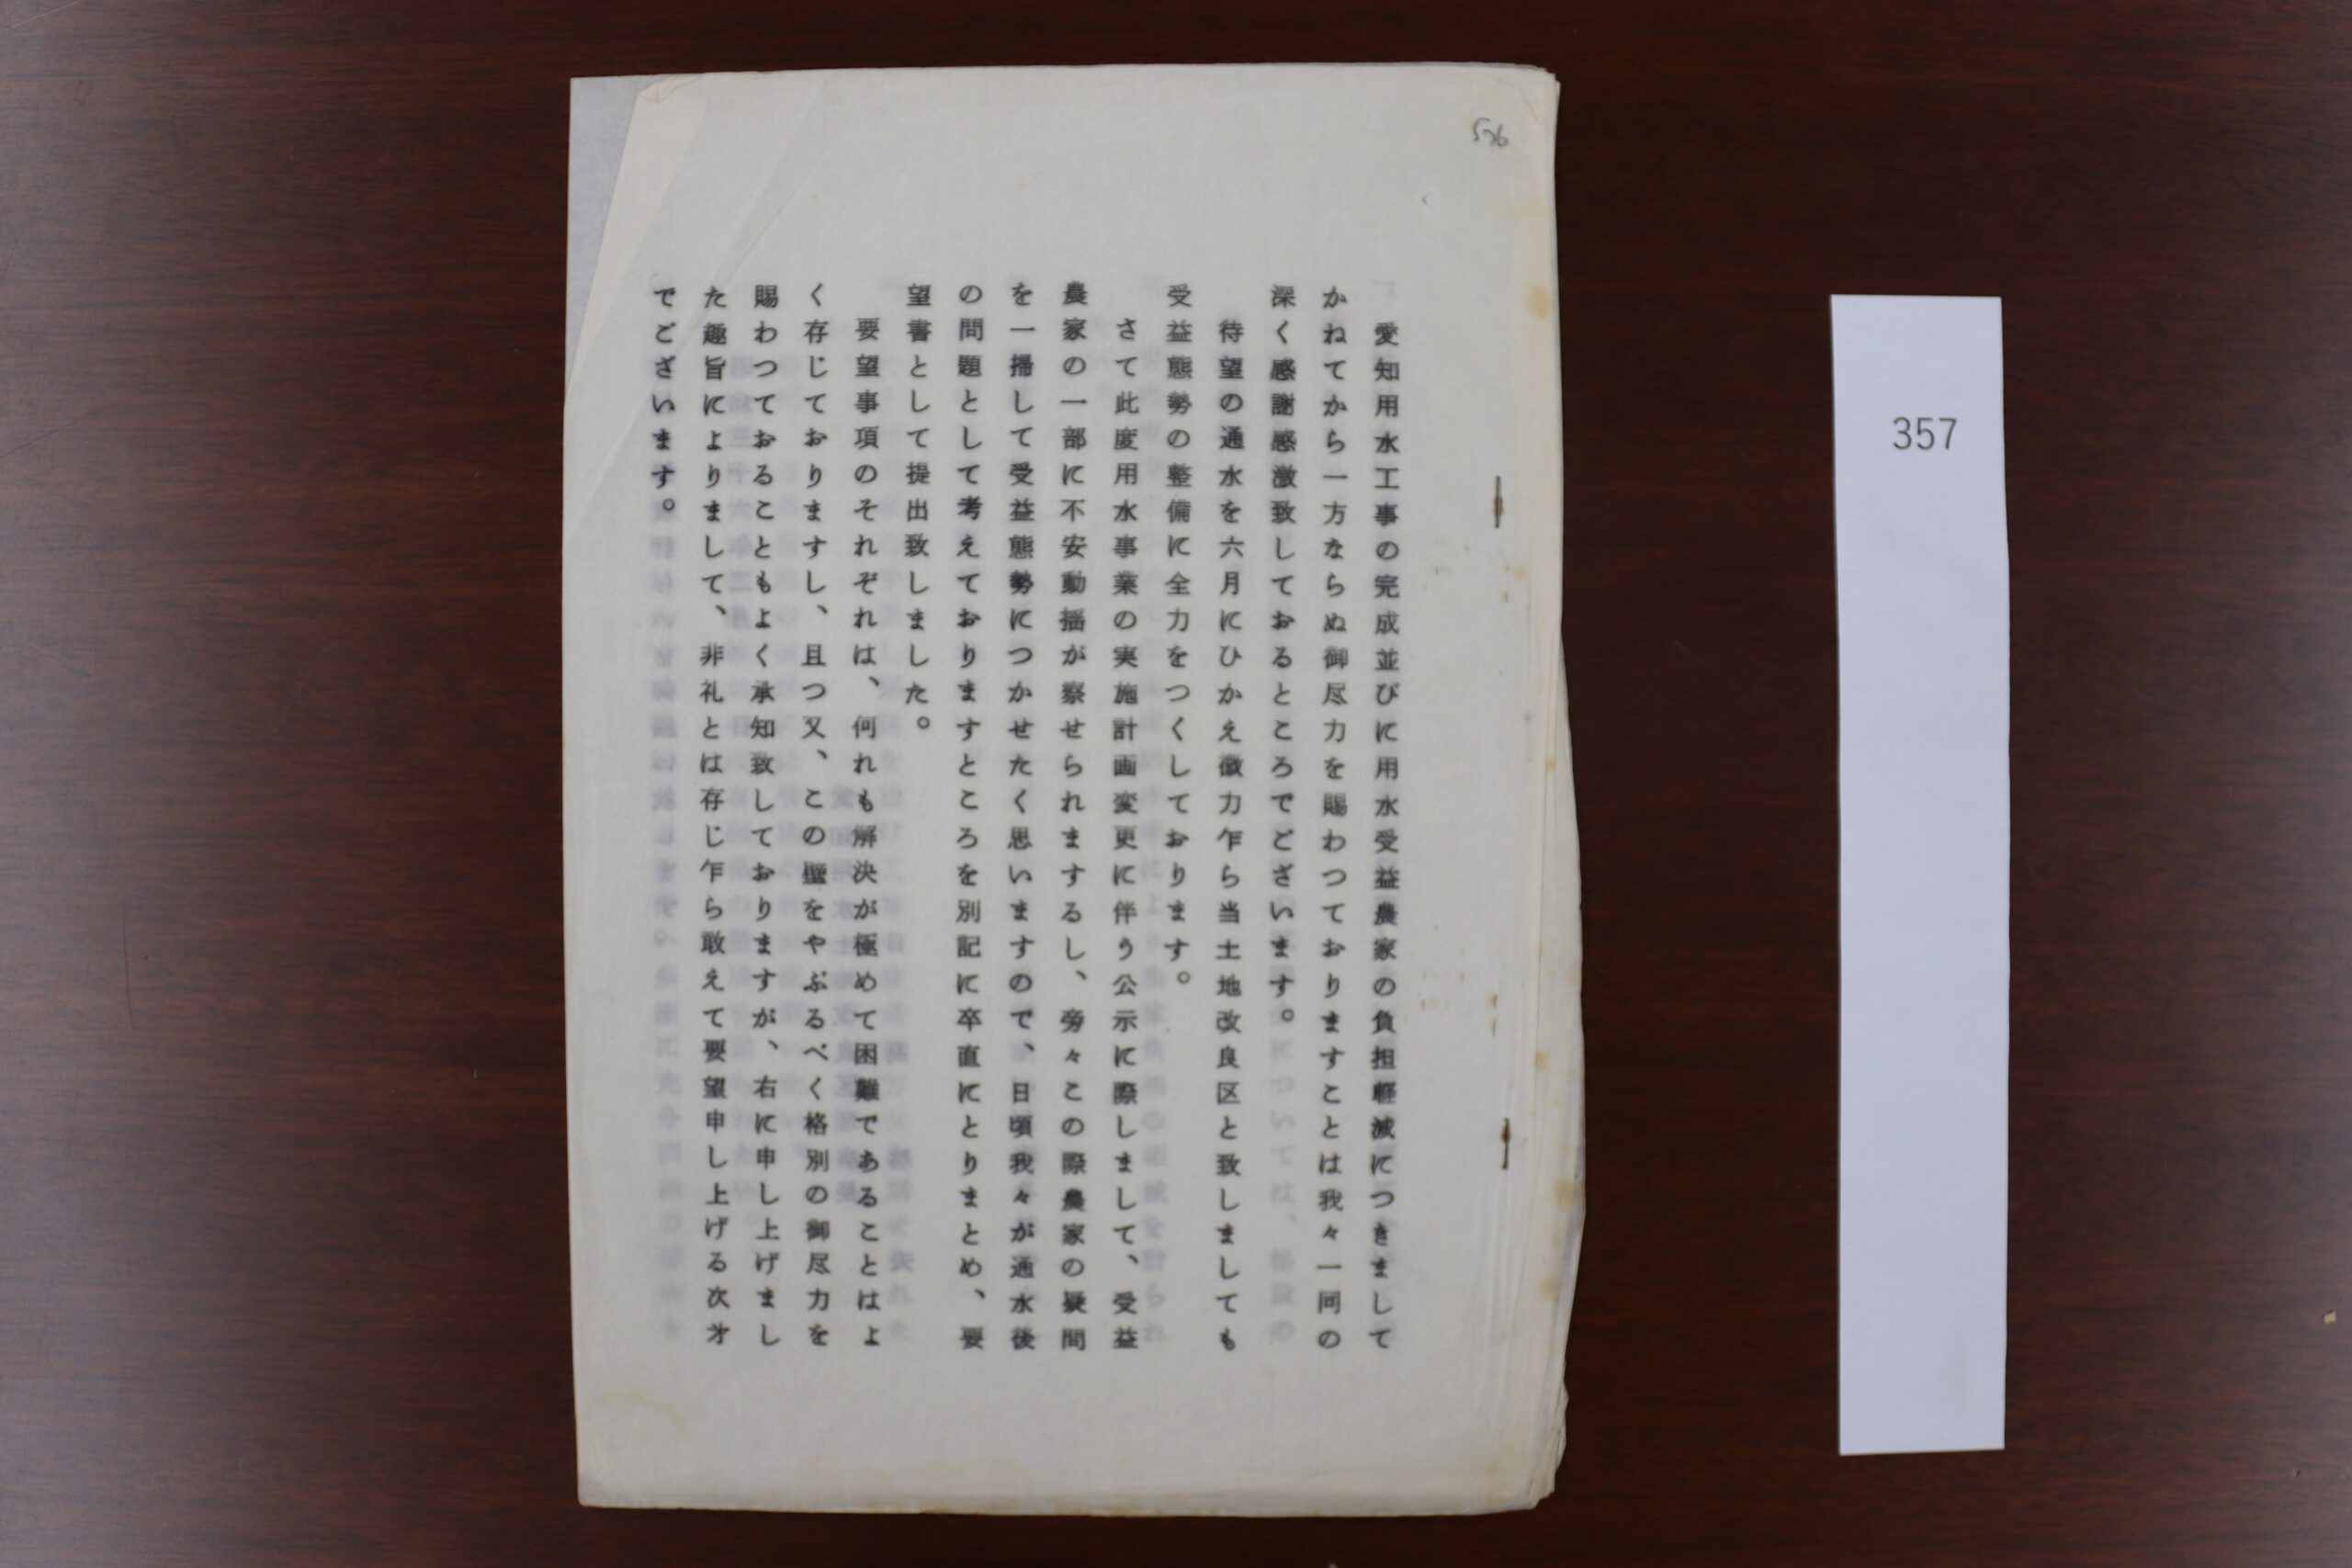 愛知用水工事の完成並びに用水受益農家の負担軽減につきまして
かねてから一方ならぬ御尽力を賜わつておりますことは我々一同の
深く感謝感激致しておるところでございます。
待望の通水を六月にひかえ微力乍ら当土地改良区と致しましても
受益態勢の整備に全力をつくしております。
さて此度用水事業の実施計画変更に伴う公示に際しまして、受益
農家の一部に不安動揺が察せられまするし、旁々この際農家の疑問
を一掃して受益態勢につかせたく思いますので、日頃我々が通水後
の問題として考えておりますところを別記に卒直にとりまとめ、要
望書として提出致しました。
要望事項のそれぞれは、何れも解決が極めて困難であることはよ
く存じておりますし、且つ又、この壁をやぶるべく格別の御尽力を
賜わつておることもよく承知致しておりますが、右に申し上げまし
た趣旨によりまして、非礼とは存じ乍ら敢えて要望申し上げる次才
でございます。
357